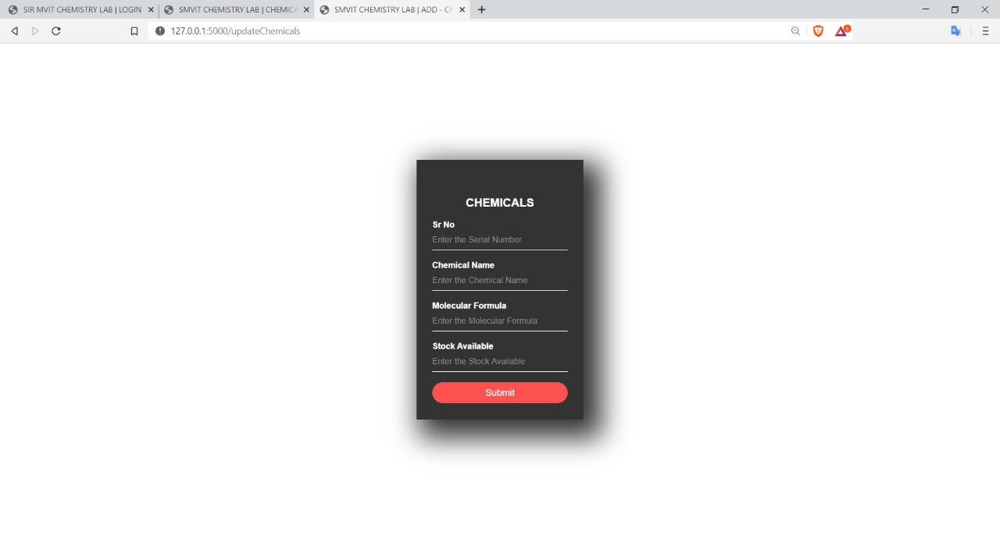 SIR MVIT CHEMISTRY LAB | LOGIN
SMVIT CHEMISTRY LAB | CHEMICA
SMVIT CHEMISTRY LAB | ADD - CH
127.0.0.1:5000/updateChemicals
CHEMICALS
Sr No
Enter the Serial Number
Chemical Name
Enter the Chemical Name
Molecular Formula
Enter the Molecular Formula
Stock Available
Enter the Stock Available
Submit